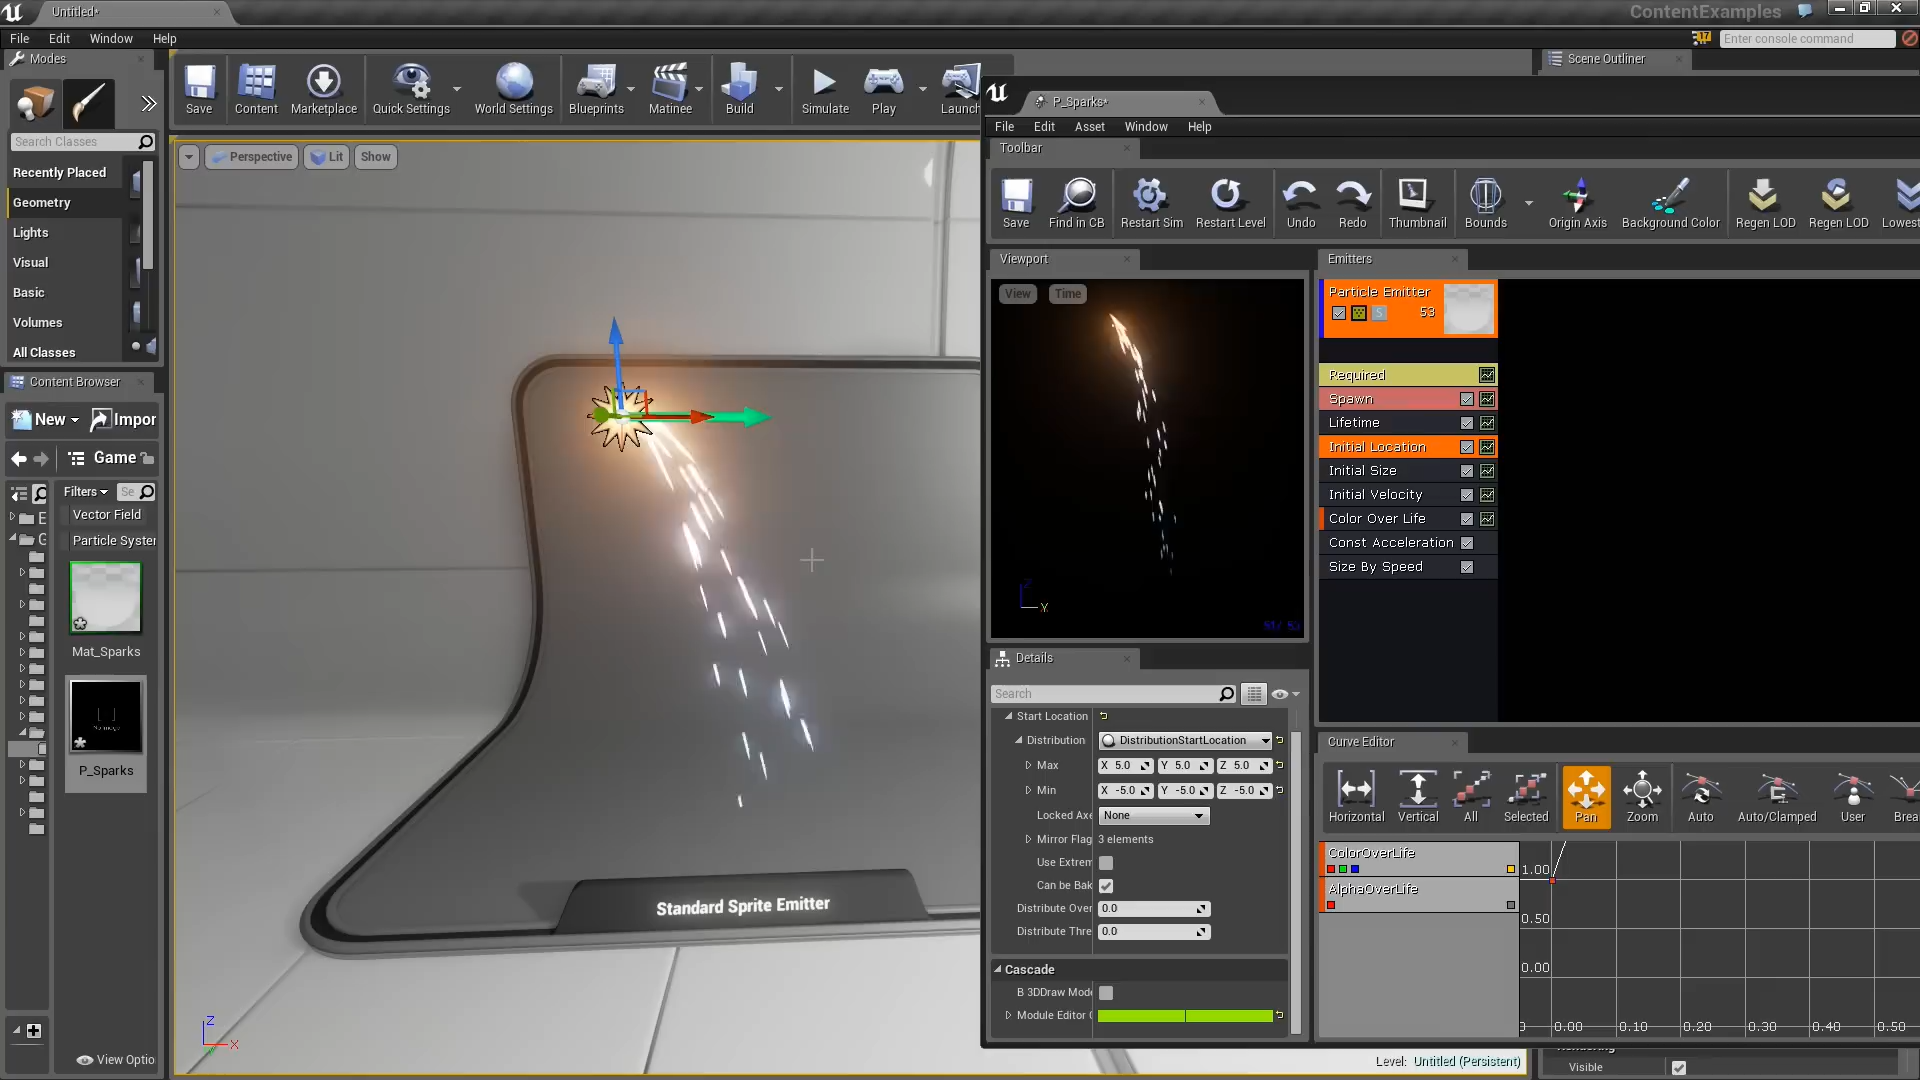 Untitled*
ContentExamples
File Edit Window Help
17
Enter console command
Modes
Scene Outliner
Save
Content
Marketplace
Quick Settings
World Settings
Blueprints
Matinee
Build
Simulate
Play
Launch
Search Classes
Recently Placed
Geometry
Lights
Visual
Basic
Volumes
All Classes
Perspective
Lit
Show
Content Browser
New
Impor
Game
Filters
Se
Vector Field
Particle System
Mat_Sparks
P_Sparks
View Optio
Standard Sprite Emitter
Z
X
P_Sparks*
File Edit Asset Window Help
Toolbar
Save
Find in CB
Restart Sim
Restart Level
Undo
Redo
Thumbnail
Bounds
Origin Axis
Background Color
Regen LOD
Regen LOD
Lowest
Viewport
View
Time
Z
Y
Emitters
Particle Emitter
S
53
Required
Spawn
Lifetime
Initial Location
Initial Size
Initial Velocity
Color Over Life
Const Acceleration
Size By Speed
Details
Search
Start Location
Distribution DistributionStartLocation
Max X 5.0 Y 5.0 Z 5.0
Min X -5.0 Y -5.0 Z -5.0
Locked Axe None
Mirror Flag 3 elements
Use Extrem
Can be Bak
Distribute Over 0.0
Distribute Thre 0.0
Cascade
B 3DDraw Mode
Module Editor C
Curve Editor
Horizontal
Vertical
All
Selected
Pan
Zoom
Auto
Auto/Clamped
User
Brea
ColorOverLife
AlphaOverLife
1.00
0.50
0.00
0.00 0.10 0.20 0.30 0.40 0.50
Level: Untitled (Persistent)
Rendering
Visible